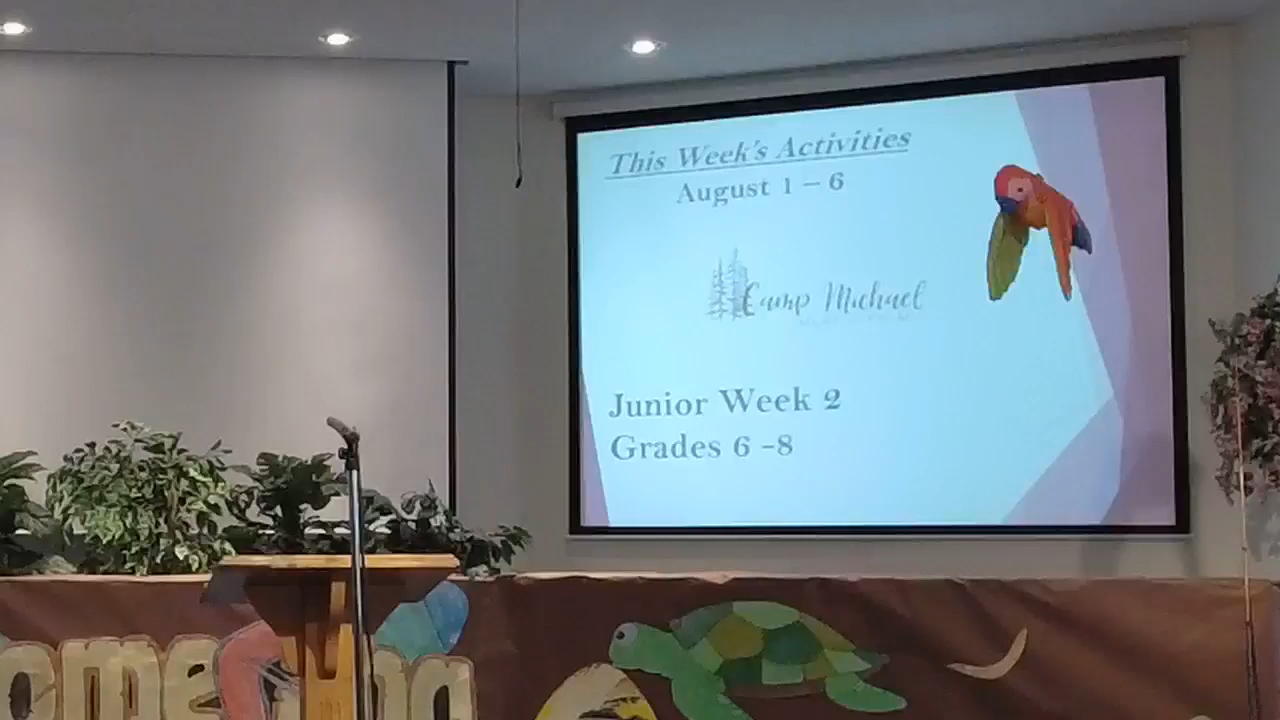 This Week's Activities
August 1 – 6
Camp Michael
Junior Week 2
Grades 6 -8